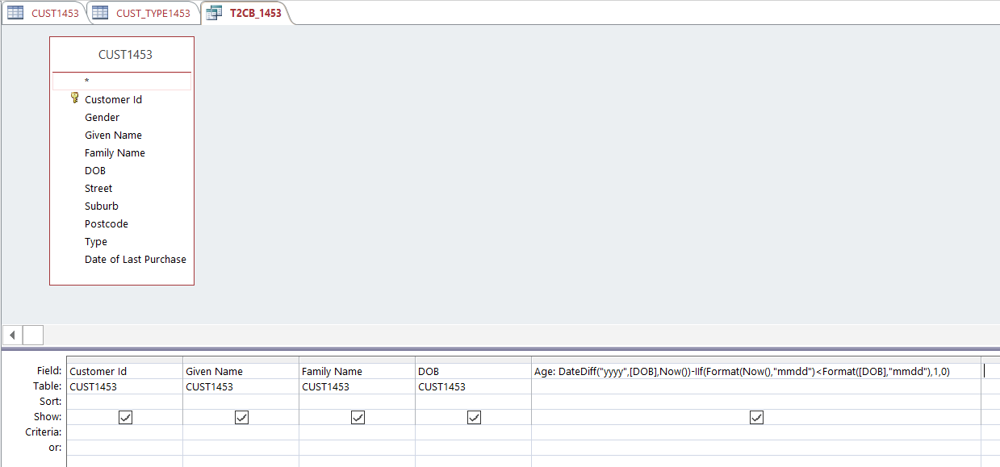 CUST1453 CUST_TYPE1453 T2CB_1453
CUST1453
*
Customer Id
Gender
Given Name
Family Name
DOB
Street
Suburb
Postcode
Type
Date of Last Purchase
Field: Customer Id Given Name Family Name DOB Age: DateDiff("yyyy",[DOB],Now())-IIf(Format(Now(),"mmdd")<Format([DOB],"mmdd"),1,0)
Table: CUST1453 CUST1453 CUST1453 CUST1453
Sort:
Show:
Criteria:
or: